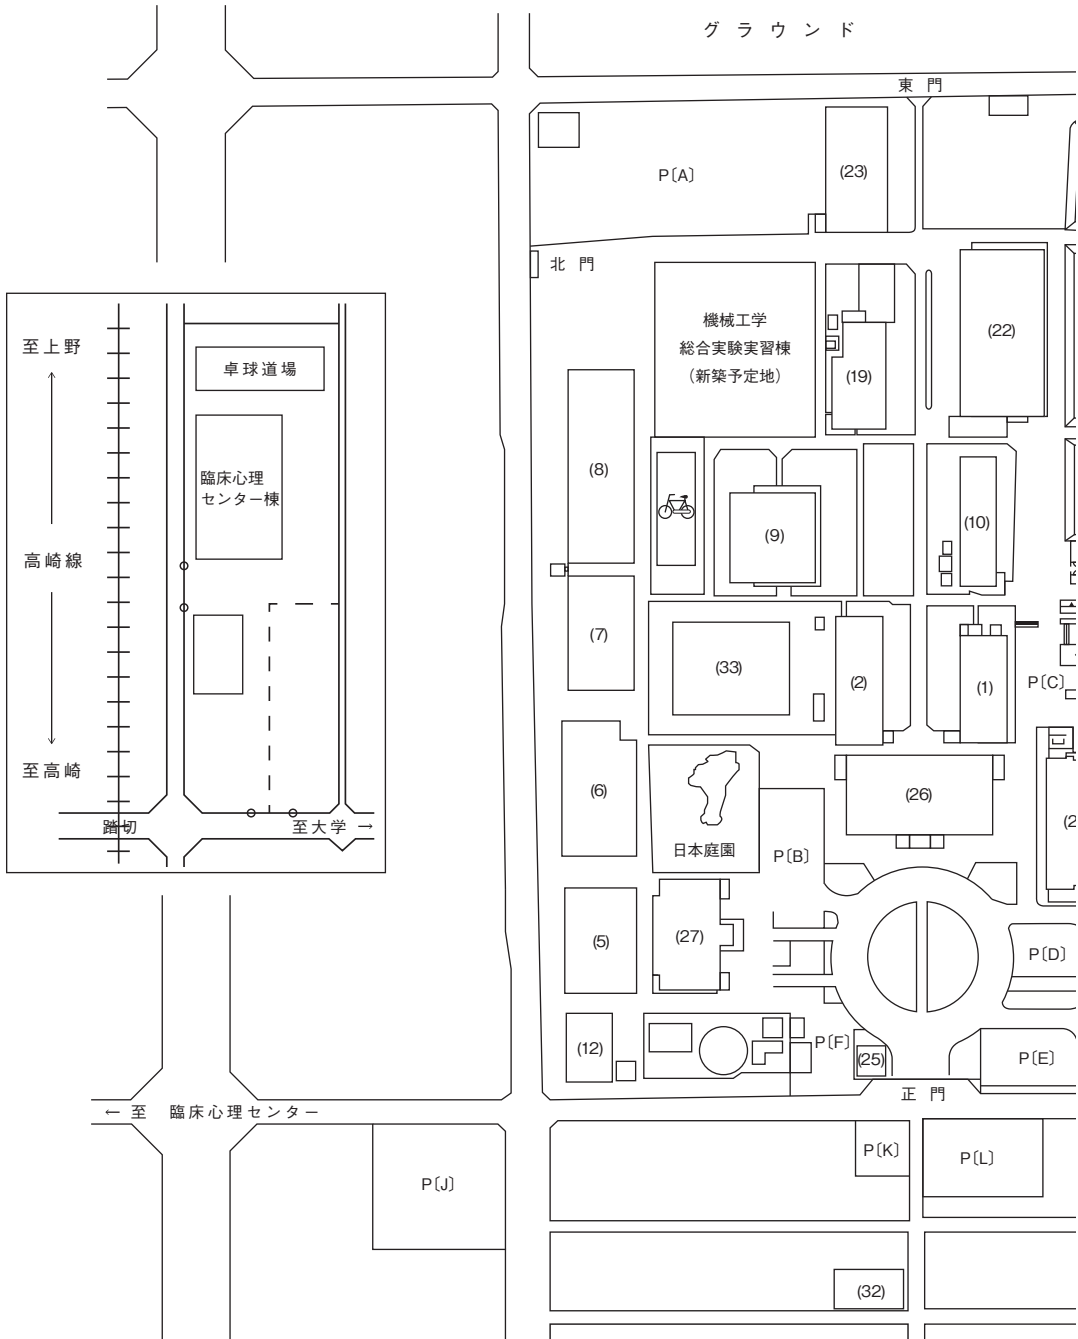 グラウンド
東門
P〔A〕
(23)
北門
機械工学
総合実験実習棟
（新築予定地）
(19)
(22)
至上野
卓球道場
臨床心理
センター棟
高崎線
至高崎
踏切
至大学 →
(8)
(9)
(10)
(7)
(33)
(2)
(1)
P〔C〕
(6)
日本庭園
P〔B〕
(26)
(2
(5)
(27)
P〔D〕
(12)
P〔F〕
(25)
P〔E〕
正門
← 至 臨床心理センター
P〔J〕
P〔K〕
P〔L〕
(32)